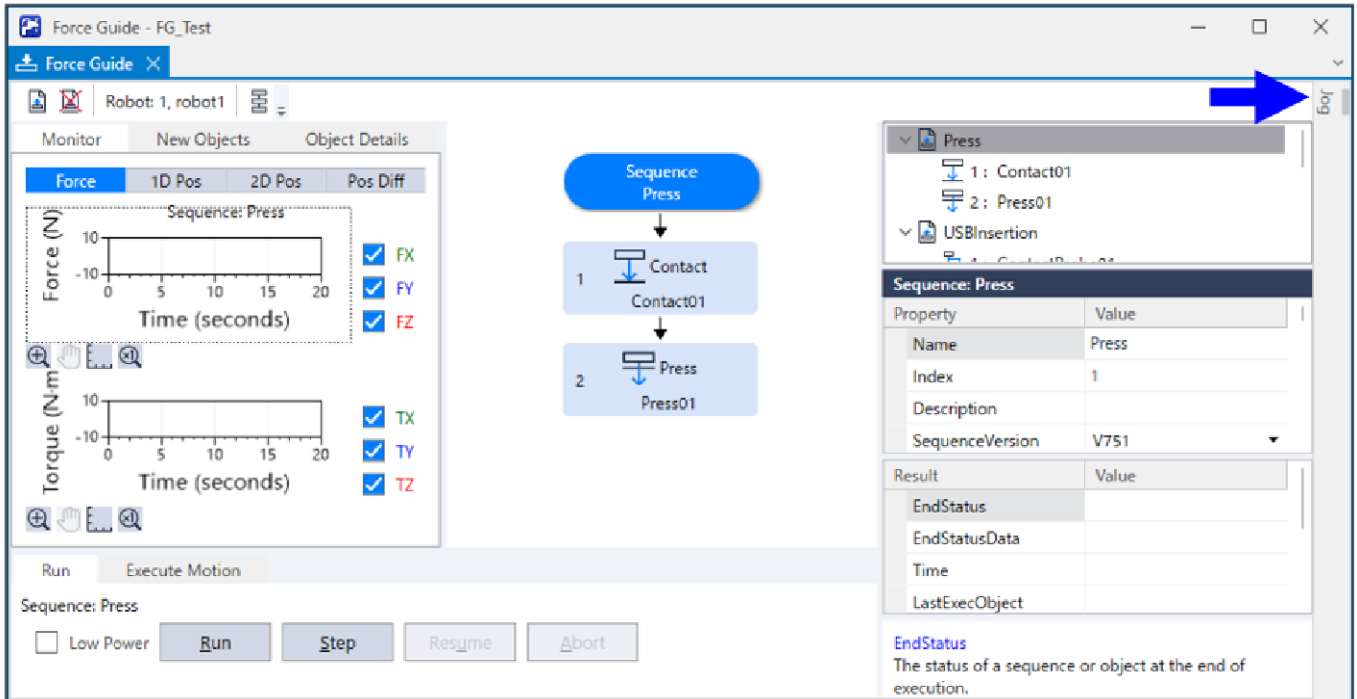 Force Guide - FG_Test
Force Guide
Robot: 1, robot1
Jog
Monitor New Objects Object Details
Force 1D Pos 2D Pos Pos Diff
Sequence: Press
Force (N)
10
-10
0 5 10 15 20
Time (seconds)
FX
FY
FZ
Torque (N·m
10
-10
0 5 10 15 20
Time (seconds)
TX
TY
TZ
Sequence
Press
1
Contact
Contact01
2
Press
Press01
Press
1 : Contact01
2 : Press01
USBInsertion
Sequence: Press
Property Value
Name Press
Index 1
Description
SequenceVersion V751
Result Value
EndStatus
EndStatusData
Time
LastExecObject
EndStatus
The status of a sequence or object at the end of
execution.
Run Execute Motion
Sequence: Press
Low Power Run Step Resume Abort